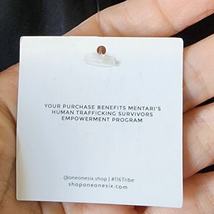 YOUR PURCHASE BENEFITS MENTARI'S
HUMAN TRAFFICKING SURVIVORS
EMPOWERMENT PROGRAM
@oneonesix.shop | #116Tribe
shoponeonesix.com